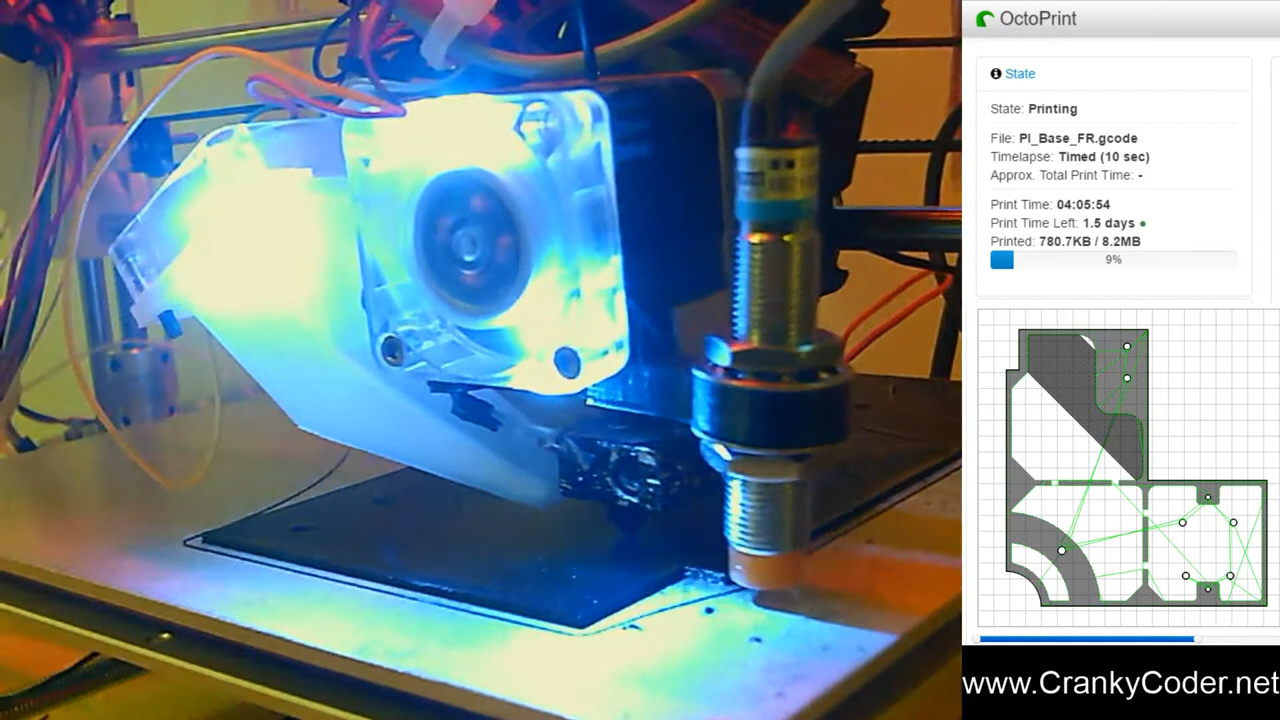 OctoPrint
State
State: Printing
File: PI_Base_FR.gcode
Timelapse: Timed (10 sec)
Approx. Total Print Time: -
Print Time: 04:05:54
Print Time Left: 1.5 days
Printed: 780.7KB / 8.2MB
9%
www.CrankyCoder.net